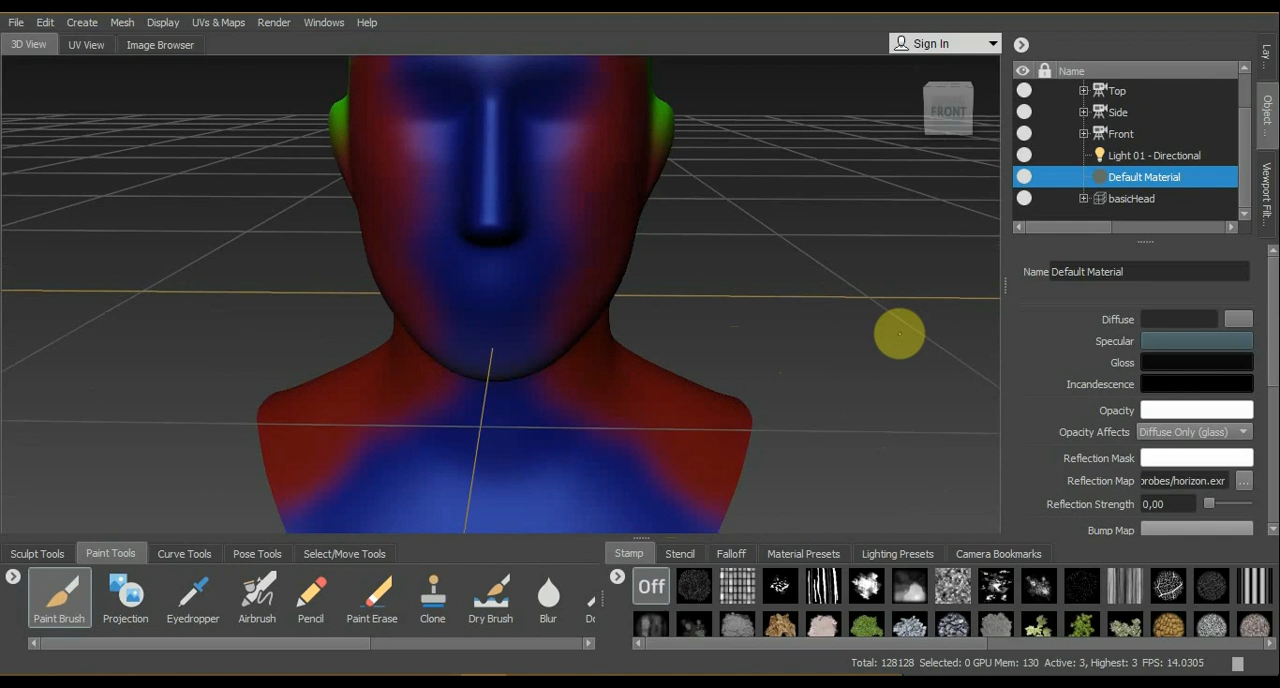 File Edit Create Mesh Display UVs & Maps Render Windows Help
3D View UV View Image Browser Sign In
FRONT
Name
Top
Side
Front
Light 01 - Directional
Default Material
basicHead
Lay ...
Object ...
Viewport Filt...
Name Default Material
Diffuse
Specular
Gloss
Incandescence
Opacity
Opacity Affects Diffuse Only (glass)
Reflection Mask
Reflection Map probes/horizon.exr ...
Reflection Strength 0,00
Bump Map
Sculpt Tools Paint Tools Curve Tools Pose Tools Select/Move Tools
Stamp Stencil Falloff Material Presets Lighting Presets Camera Bookmarks
Off
Paint Brush Projection Eyedropper Airbrush Pencil Paint Erase Clone Dry Brush Blur
Total: 128128 Selected: 0 GPU Mem: 130 Active: 3, Highest: 3 FPS: 14.0305